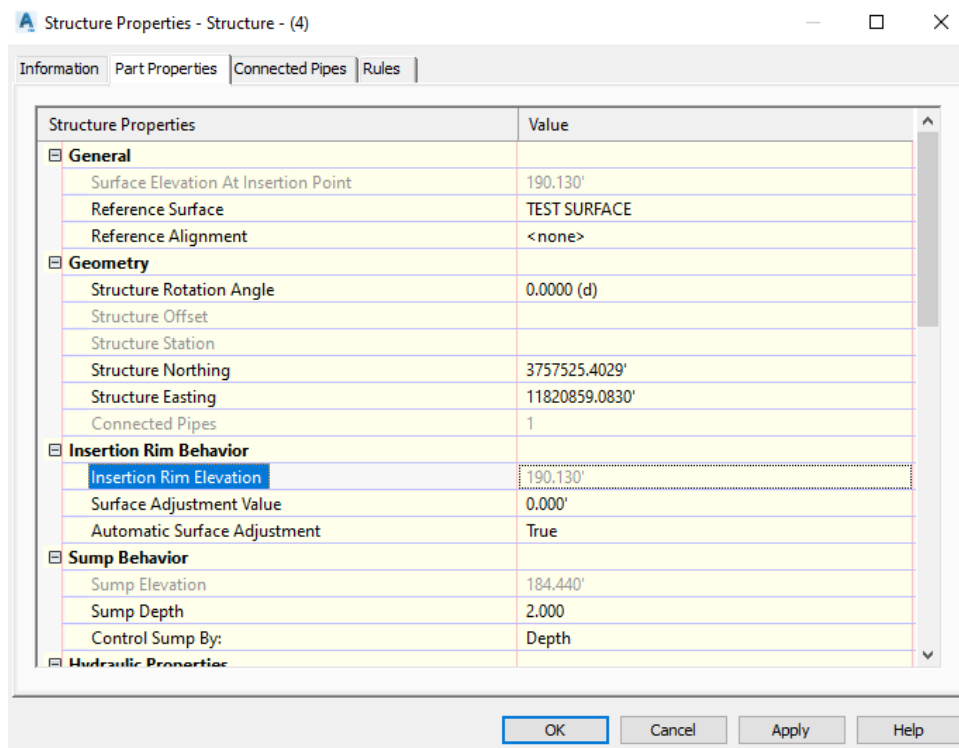 Structure Properties - Structure - (4)
Information Part Properties Connected Pipes Rules
Structure Properties Value
General
Surface Elevation At Insertion Point 190.130'
Reference Surface TEST SURFACE
Reference Alignment <none>
Geometry
Structure Rotation Angle 0.0000 (d)
Structure Offset
Structure Station
Structure Northing 3757525.4029'
Structure Easting 11820859.0830'
Connected Pipes 1
Insertion Rim Behavior
Insertion Rim Elevation 190.130'
Surface Adjustment Value 0.000'
Automatic Surface Adjustment True
Sump Behavior
Sump Elevation 184.440'
Sump Depth 2.000
Control Sump By: Depth
Hydraulic Properties
OK Cancel Apply Help